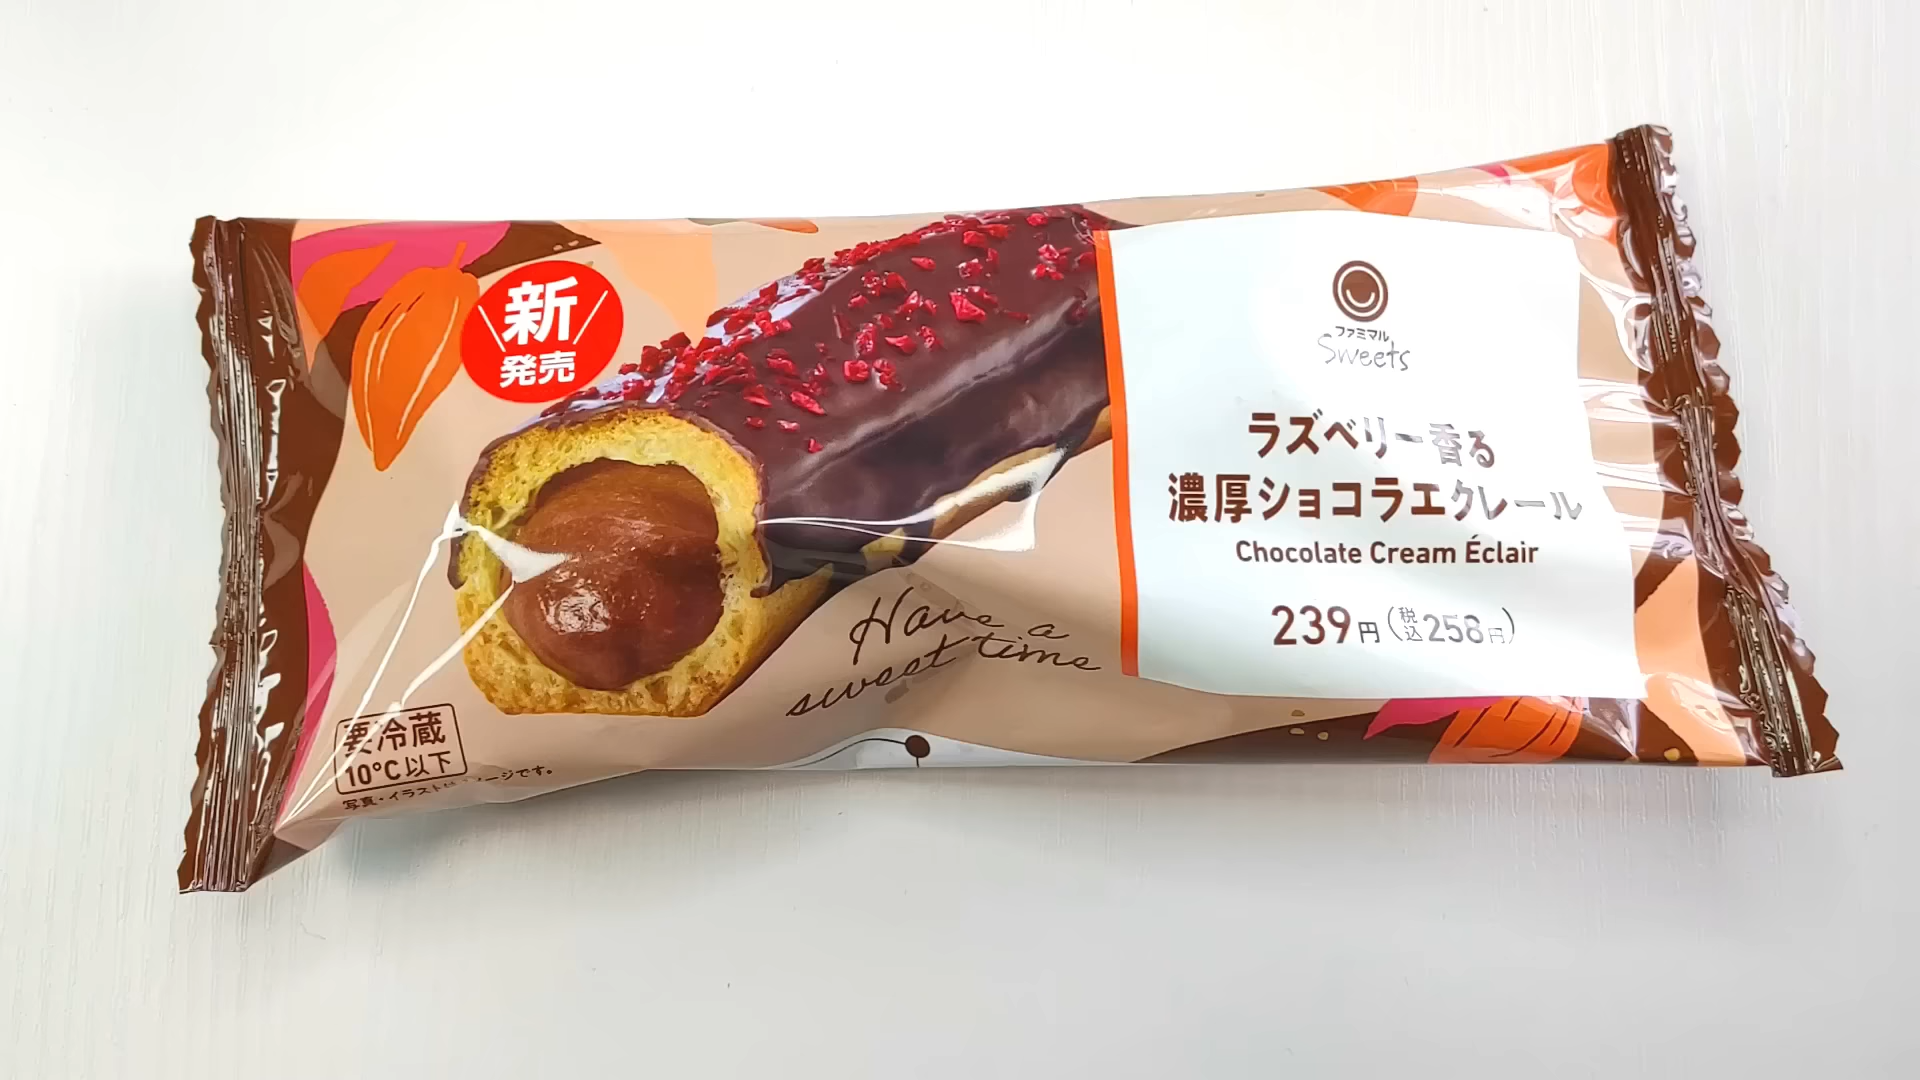 新
発売
ファミマル
Sweets
ラズベリー香る
濃厚ショコラエクレール
Chocolate Cream Éclair
239円(税込258円)
Have a
sweet time
要冷蔵
10°C以下
写真・イラストはイメージです。